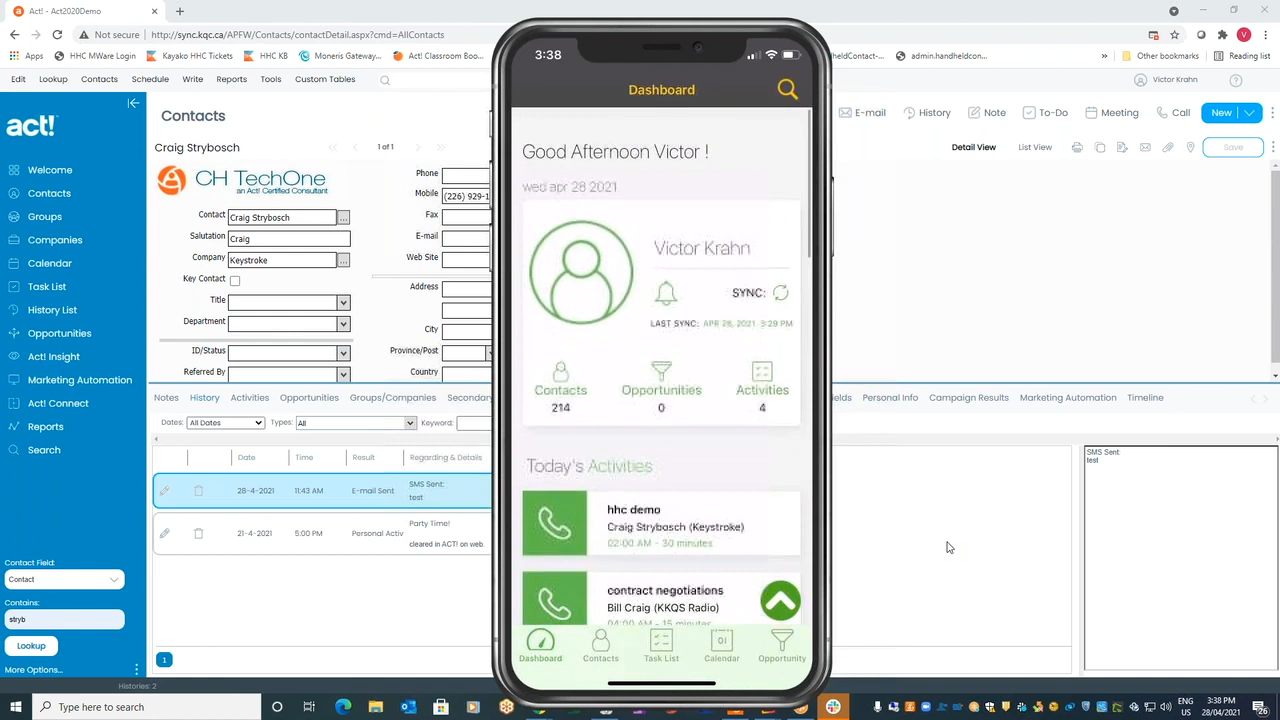 Act! - Act2020Demo
Not secure
http://sync.kqc.ca/APFW/Contacts/contactDetail.aspx?cmd=AllContacts
Apps
HHC MWare Login
Kayako HHC Tickets
HHC KB
Moneris Gateway:
Act! Classroom Boo...
HandheldContact-...
admin.handheldcon...
»
Other bookmarks
Reading list
Edit
Lookup
Contacts
Schedule
Write
Reports
Tools
Custom Tables
Victor Krahn
act!
Welcome
Contacts
Groups
Companies
Calendar
Task List
History List
Opportunities
Act! Insight
Marketing Automation
Act! Connect
Reports
Search
Contact Field:
Contact
Contains:
stryb
Lookup
More Options...
Contacts
Craig Strybosch
1 of 1
CH TechOne
an Act! Certified Consultant
Contact
Craig Strybosch
Salutation
Craig
Company
Keystroke
Key Contact
Title
Department
ID/Status
Referred By
Phone
Mobile
(226) 929-1
Fax
E-mail
Web Site
Address
City
Province/Post
Country
E-mail
History
Note
To-Do
Meeting
Call
New
Detail View
List View
Save
Notes
History
Activities
Opportunities
Groups/Companies
Secondary
Personal Info
Campaign Results
Marketing Automation
Timeline
Dates:
All Dates
Types:
All
Keyword:
Date
Time
Result
Regarding & Details
28-4-2021
11:43 AM
E-mail Sent
SMS Sent:
test
21-4-2021
5:00 PM
Personal Activ
Party Time!
cleared in ACT! on web.
SMS Sent:
test
1
Histories: 2
3:38
Dashboard
Good Afternoon Victor !
wed apr 28 2021
Victor Krahn
SYNC:
LAST SYNC: APR 28, 2021 3:29 PM
Contacts
214
Opportunities
0
Activities
4
Today's Activities
hhc demo
Craig Strybosch (Keystroke)
02:00 AM - 30 minutes
contract negotiations
Bill Craig (KKQS Radio)
04:00 AM - 15 minutes
Dashboard
Contacts
Task List
Calendar
Opportunity
Type here to search
ENG
US
3:38 PM
28/04/2021